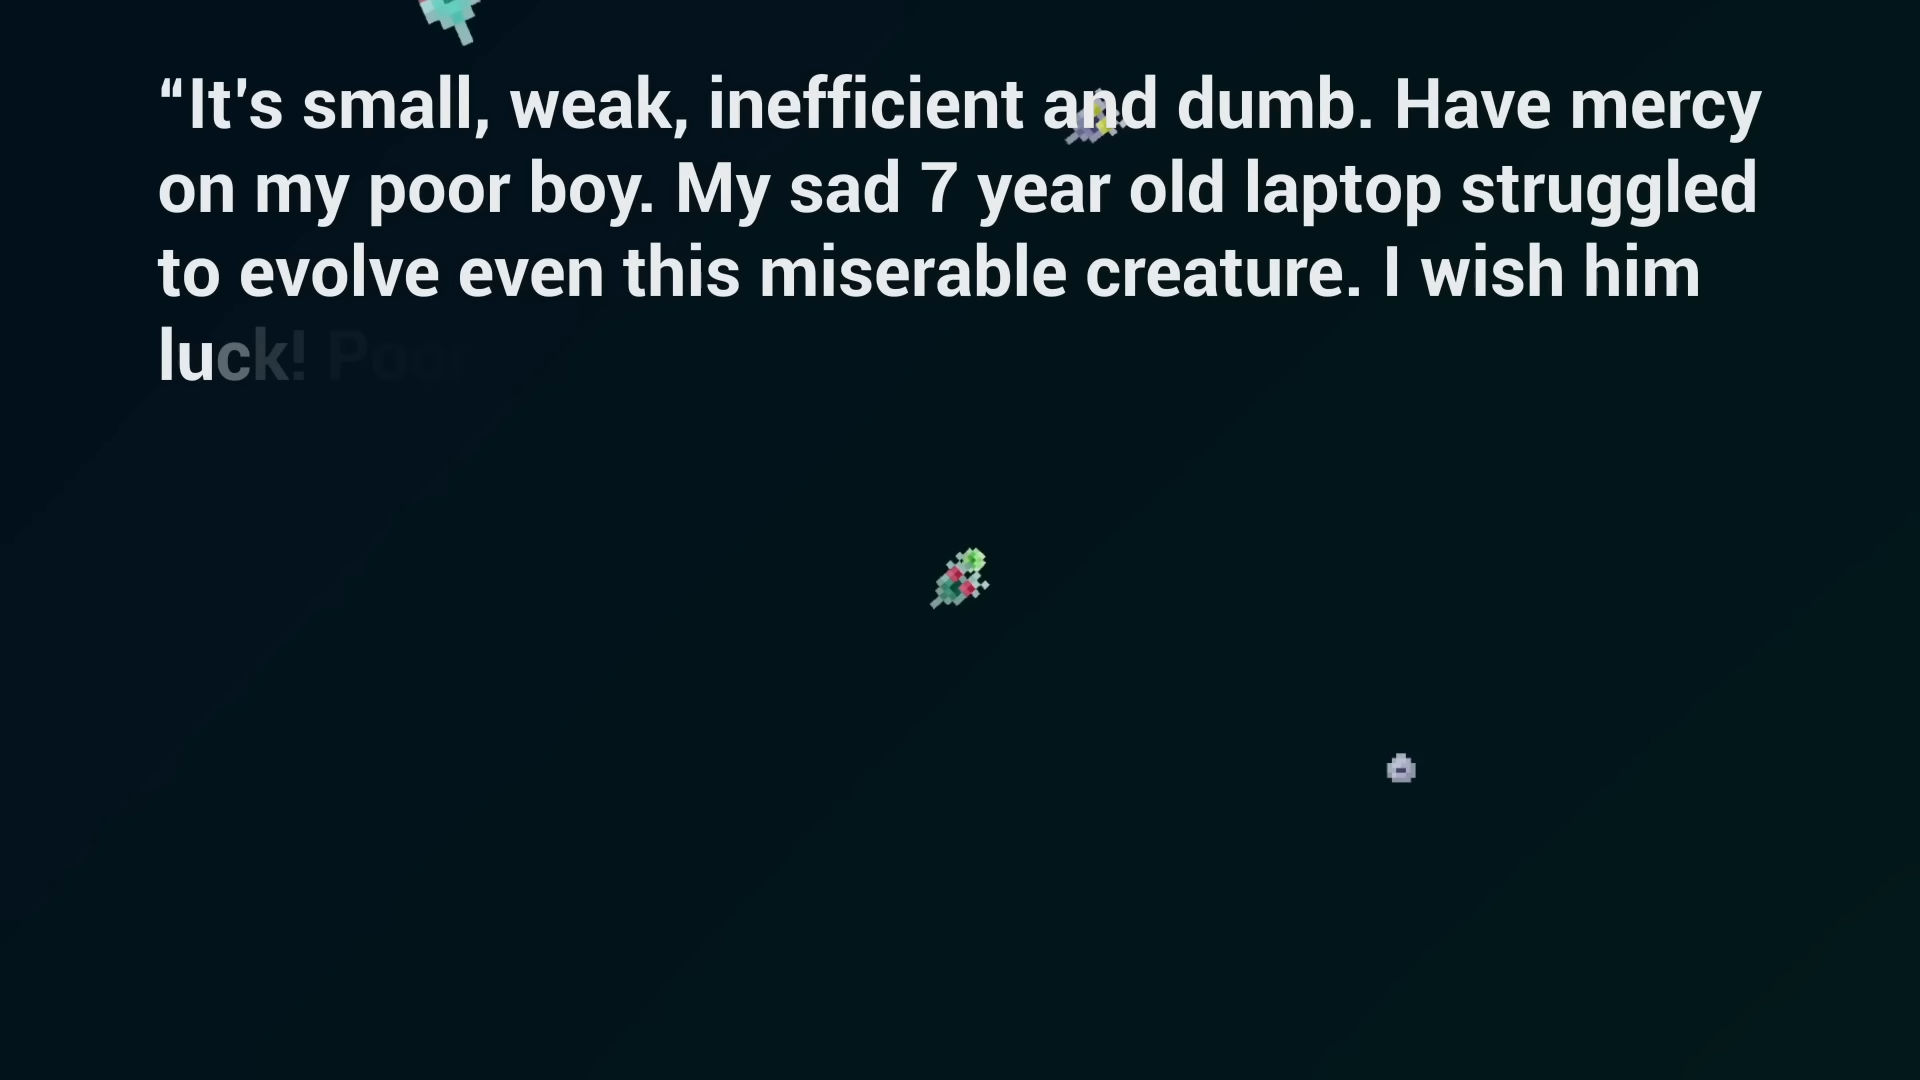 “It’s small, weak, inefficient and dumb. Have mercy
on my poor boy. My sad 7 year old laptop struggled
to evolve even this miserable creature. I wish him
luck! Poor